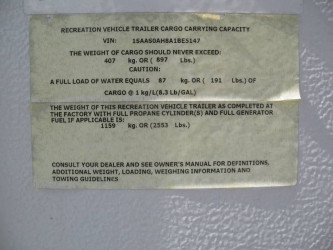 RECREATION VEHICLE TRAILER CARGO CARRYING CAPACITY
VIN: 1SAAS0AH8A1BES147
THE WEIGHT OF CARGO SHOULD NEVER EXCEED:
407 kg. OR ( 897 Lbs.)
CAUTION:
A FULL LOAD OF WATER EQUALS 87 kg. OR ( 191 Lbs.) OF
CARGO @ 1 kg/L(8.3 Lb/GAL)
THE WEIGHT OF THIS RECREATION VEHICLE TRAILER AS COMPLETED AT
THE FACTORY WITH FULL PROPANE CYLINDER(S) AND FULL GENERATOR
FUEL IF APPLICABLE IS:
1159 kg. OR (2553 Lbs.)
CONSULT YOUR DEALER AND SEE OWNER'S MANUAL FOR DEFINITIONS,
ADDITIONAL WEIGHT, LOADING, WEIGHING INFORMATION AND
TOWING GUIDELINES